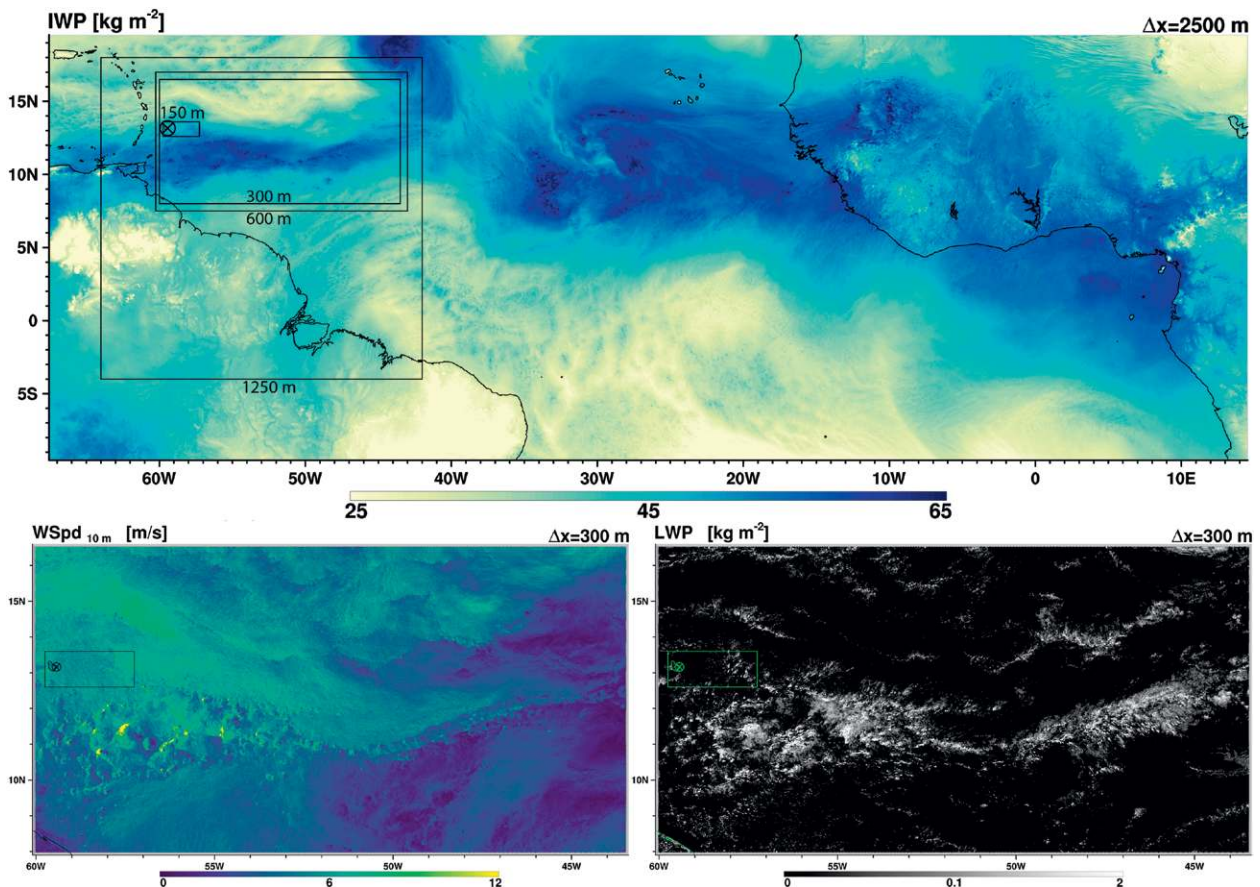 IWP [kg m⁻²] Δx=2500 m
15N
150 m
10N
300 m
600 m
5N
0
1250 m
5S
60W 50W 40W 30W 20W 10W 0 10E
25 45 65
WSpd 10 m [m/s] Δx=300 m
15N
10N
60W 55W 50W 45W
0 6 12
LWP [kg m⁻²] Δx=300 m
15N
10N
60W 55W 50W 45W
0 0.1 2